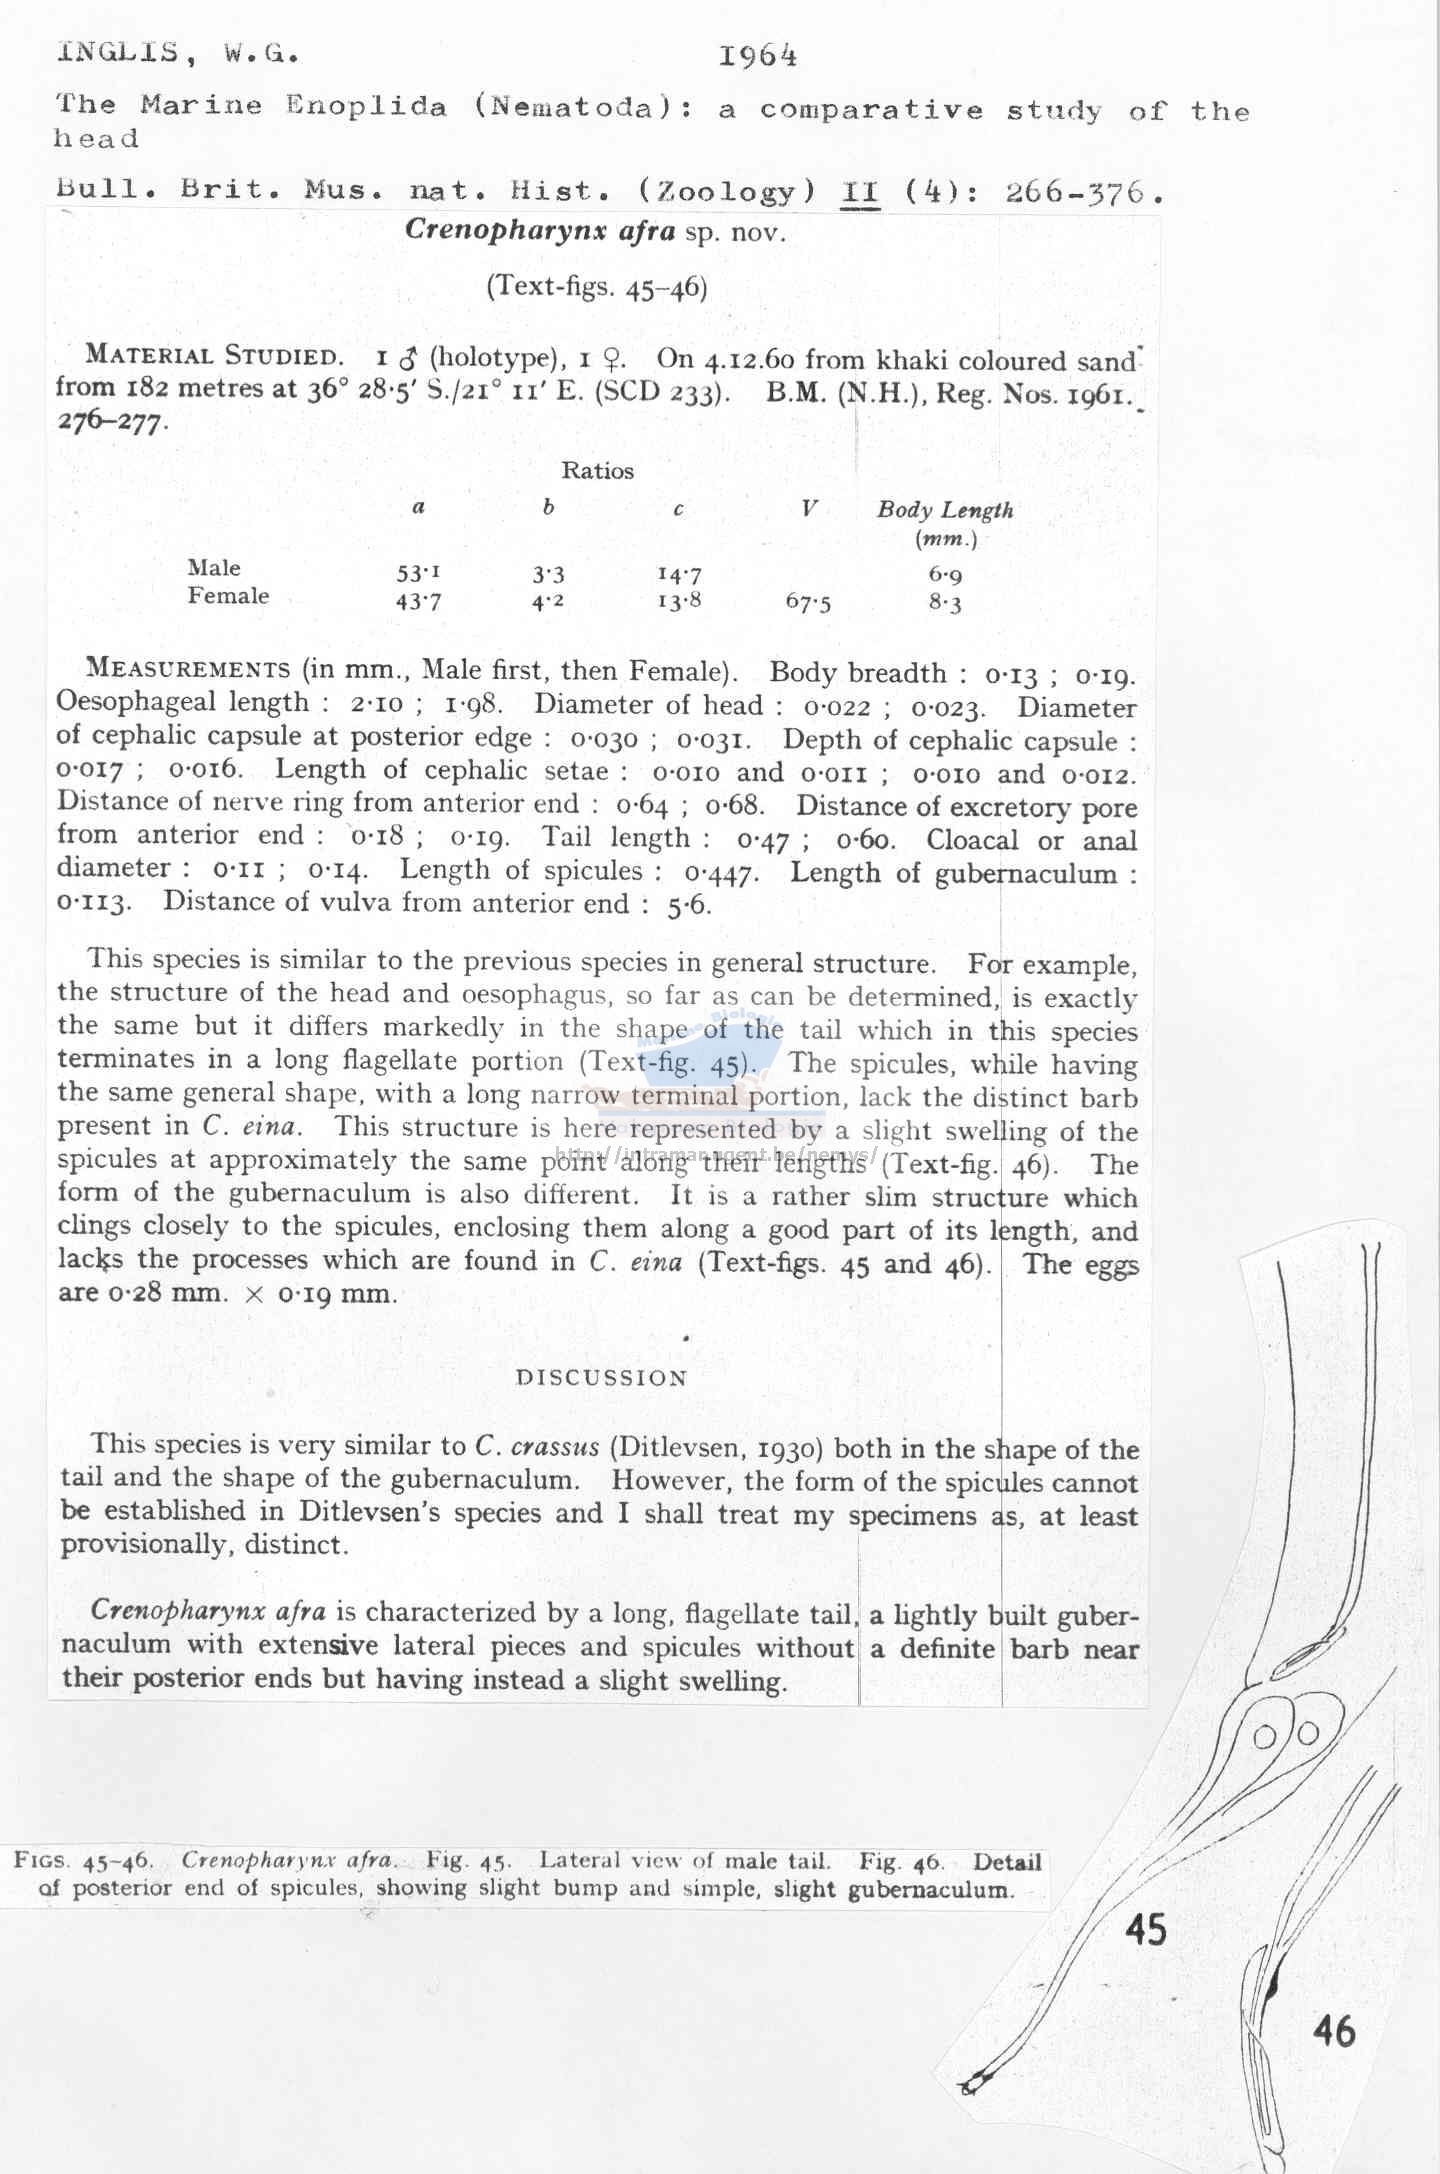 INGLIS, W.G. 1964
The Marine Enoplida (Nematoda): a comparative study of the
head
Bull. Brit. Mus. nat. Hist. (Zoology) II (4): 266-376.
Crenopharynx afra sp. nov.
(Text-figs. 45–46)
MATERIAL STUDIED. 1 ♂ (holotype), 1 ♀. On 4.12.60 from khaki coloured sand
from 182 metres at 36° 28·5′ S./21° 11′ E. (SCD 233). B.M. (N.H.), Reg. Nos. 1961.
276–277.
Ratios
a b c V Body Length
(mm.)
Male 53·1 3·3 14·7 6·9
Female 43·7 4·2 13·8 67·5 8·3
MEASUREMENTS (in mm., Male first, then Female). Body breadth : 0·13 ; 0·19.
Oesophageal length : 2·10 ; 1·98. Diameter of head : 0·022 ; 0·023. Diameter
of cephalic capsule at posterior edge : 0·030 ; 0·031. Depth of cephalic capsule :
0·017 ; 0·016. Length of cephalic setae : 0·010 and 0·011 ; 0·010 and 0·012.
Distance of nerve ring from anterior end : 0·64 ; 0·68. Distance of excretory pore
from anterior end : 0·18 ; 0·19. Tail length : 0·47 ; 0·60. Cloacal or anal
diameter : 0·11 ; 0·14. Length of spicules : 0·447. Length of gubernaculum :
0·113. Distance of vulva from anterior end : 5·6.
This species is similar to the previous species in general structure. For example,
the structure of the head and oesophagus, so far as can be determined, is exactly
the same but it differs markedly in the shape of the tail which in this species
terminates in a long flagellate portion (Text-fig. 45). The spicules, while having
the same general shape, with a long narrow terminal portion, lack the distinct barb
present in C. eina. This structure is here represented by a slight swelling of the
spicules at approximately the same point along their lengths (Text-fig. 46). The
http://intramar.ugent.be/nemys/
form of the gubernaculum is also different. It is a rather slim structure which
clings closely to the spicules, enclosing them along a good part of its length, and
lacks the processes which are found in C. eina (Text-figs. 45 and 46). The eggs
are 0·28 mm. × 0·19 mm.
DISCUSSION
This species is very similar to C. crassus (Ditlevsen, 1930) both in the shape of the
tail and the shape of the gubernaculum. However, the form of the spicules cannot
be established in Ditlevsen's species and I shall treat my specimens as, at least
provisionally, distinct.
Crenopharynx afra is characterized by a long, flagellate tail, a lightly built guber-
naculum with extensive lateral pieces and spicules without a definite barb near
their posterior ends but having instead a slight swelling.
FIGS. 45–46. Crenopharynx afra. Fig. 45. Lateral view of male tail. Fig. 46. Detail
of posterior end of spicules, showing slight bump and simple, slight gubernaculum.
45
46